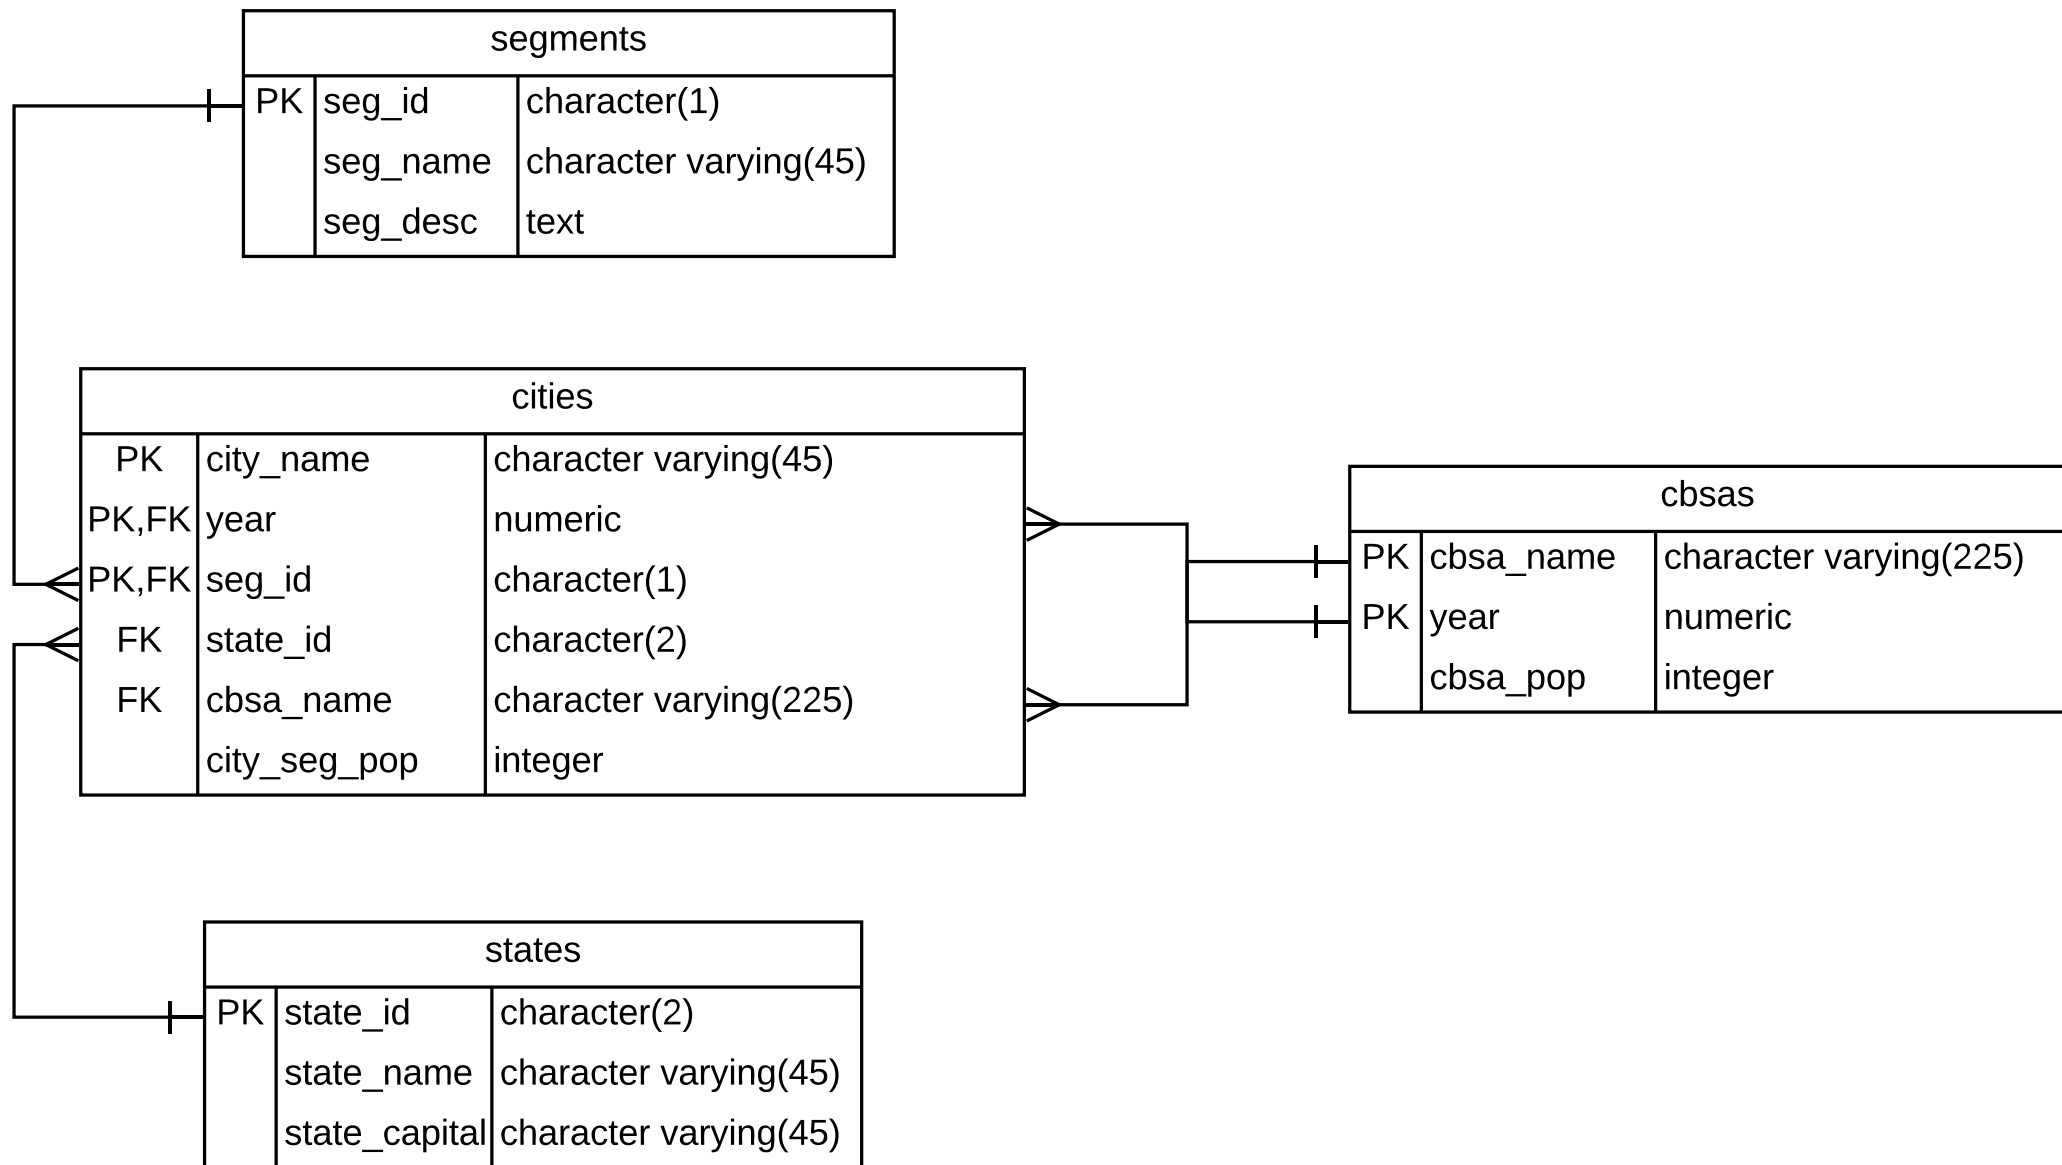 segments
PK seg_id character(1)
seg_name character varying(45)
seg_desc text
cities
PK city_name character varying(45)
PK,FK year numeric
PK,FK seg_id character(1)
FK state_id character(2)
FK cbsa_name character varying(225)
city_seg_pop integer
cbsas
PK cbsa_name character varying(225)
PK year numeric
cbsa_pop integer
states
PK state_id character(2)
state_name character varying(45)
state_capital character varying(45)